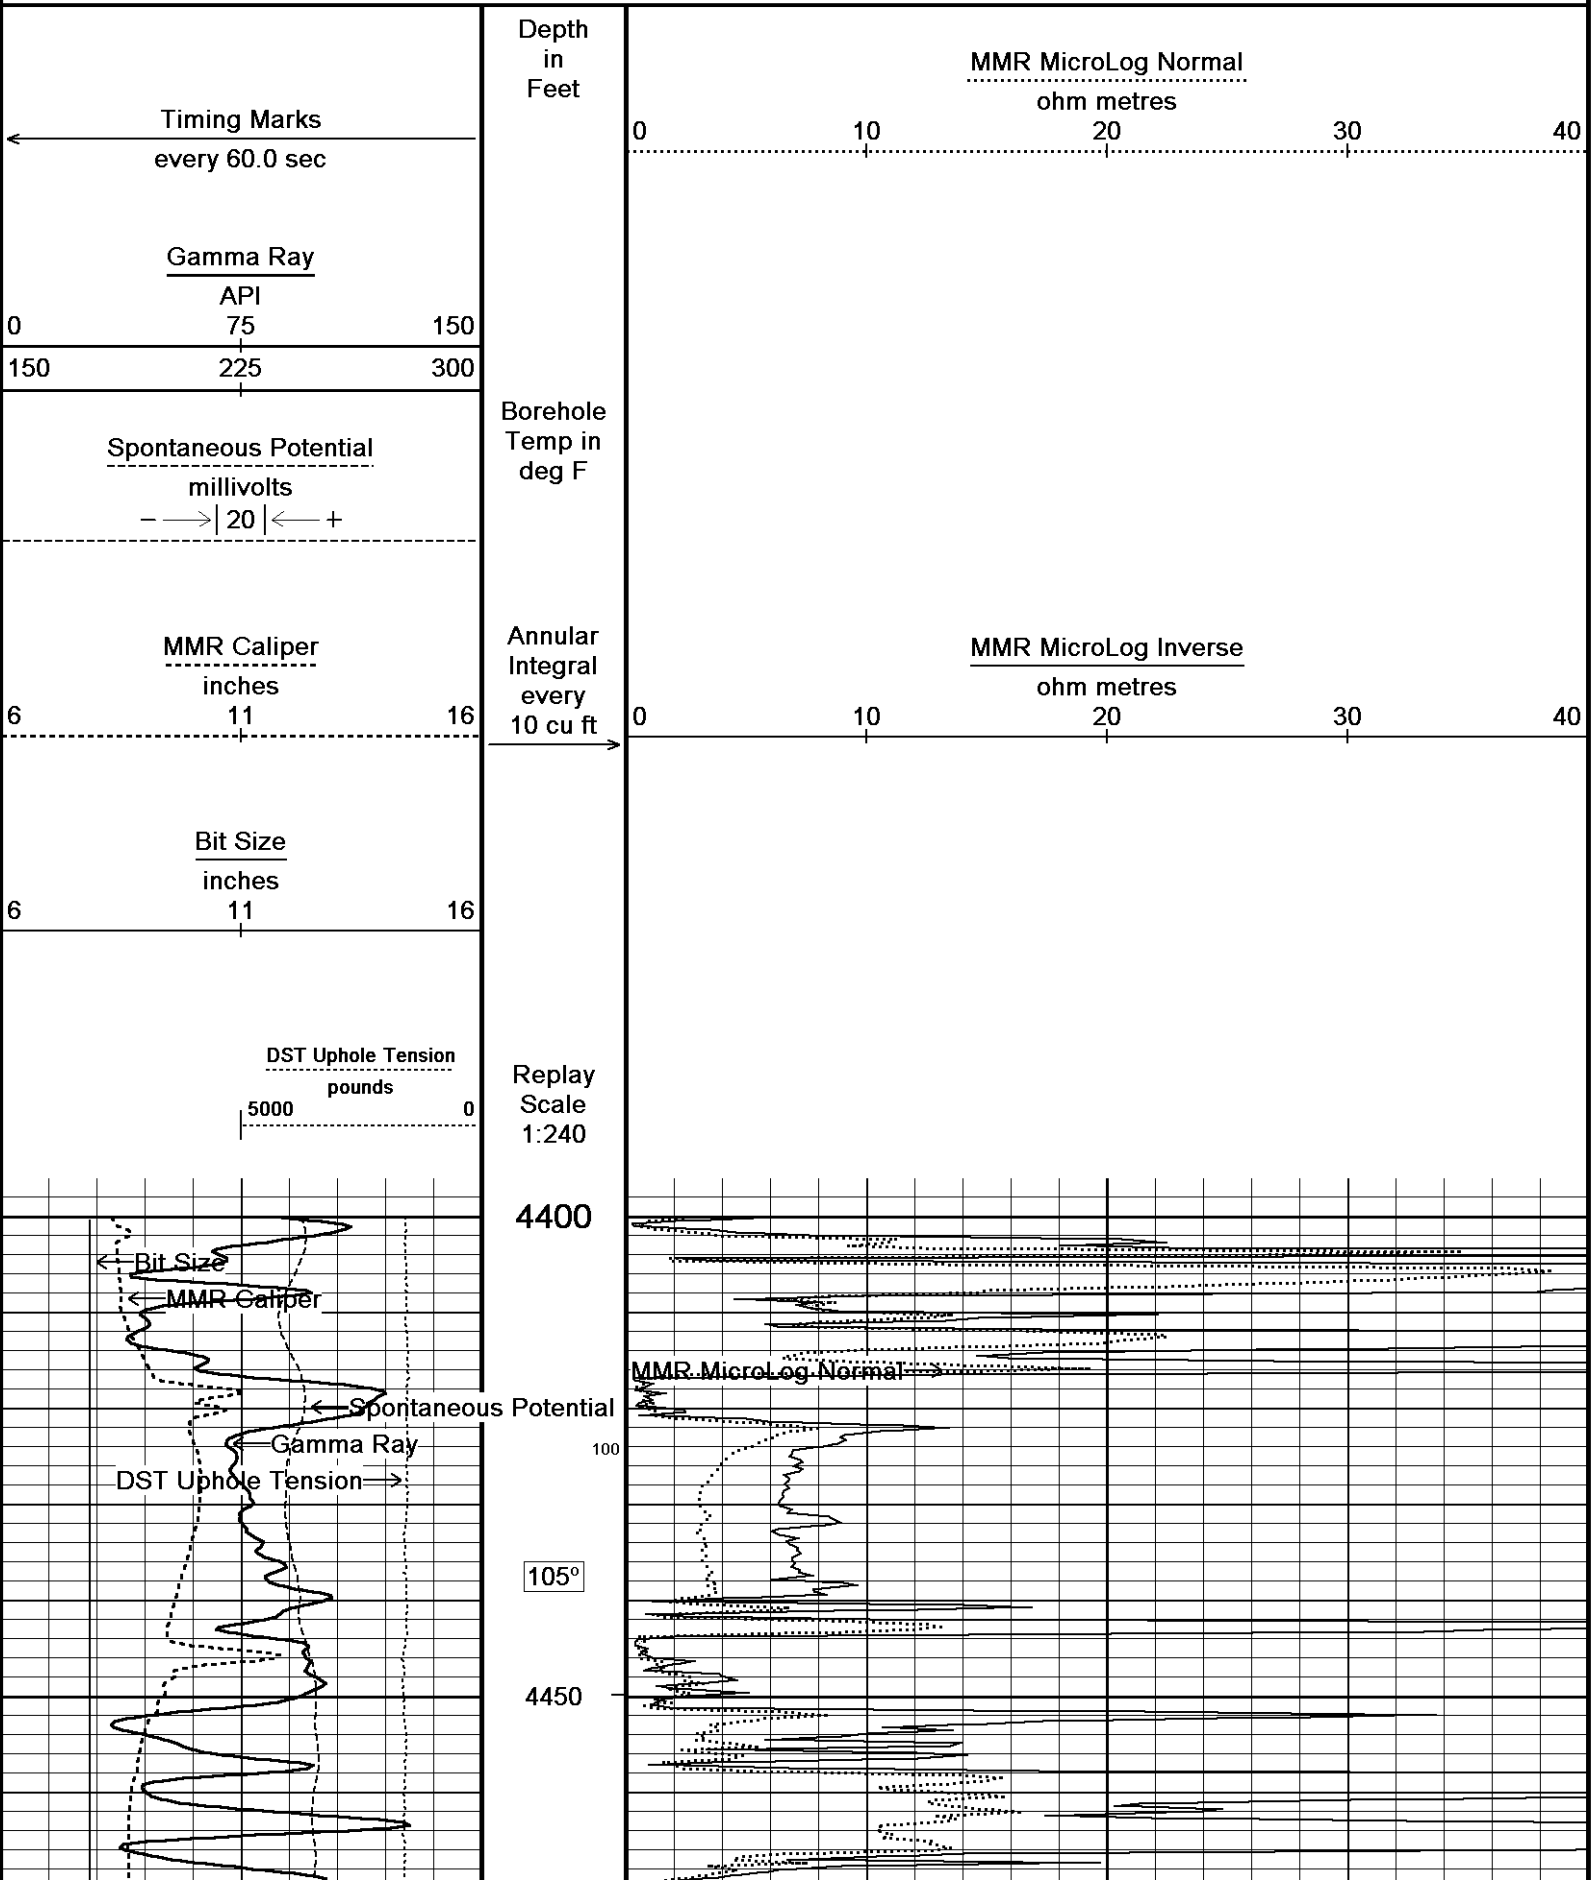 Depth
in
Feet
MMR MicroLog Normal
ohm metres
0 10 20 30 40
Timing Marks
every 60.0 sec
Gamma Ray
API
0 75 150
150 225 300
Borehole
Temp in
deg F
Spontaneous Potential
millivolts
− 20 +
MMR Caliper
inches
6 11 16
Annular
Integral
every
10 cu ft
MMR MicroLog Inverse
ohm metres
0 10 20 30 40
Bit Size
inches
6 11 16
DST Uphole Tension
pounds
5000 0
Replay
Scale
1:240
4400
Bit Size
MMR Caliper
MMR MicroLog Normal
Spontaneous Potential
Gamma Ray
100
DST Uphole Tension
105°
4450